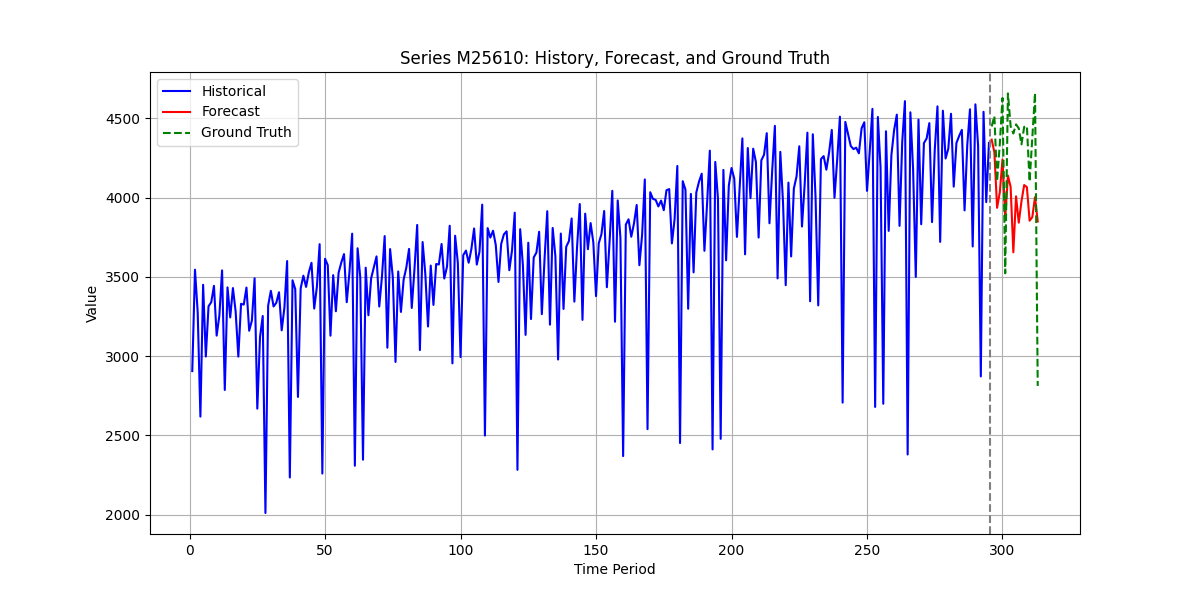 Series M25610: History, Forecast, and Ground Truth
Historical
Forecast
Ground Truth
4500
4000
3500
3000
2500
2000
Value
0 50 100 150 200 250 300
Time Period